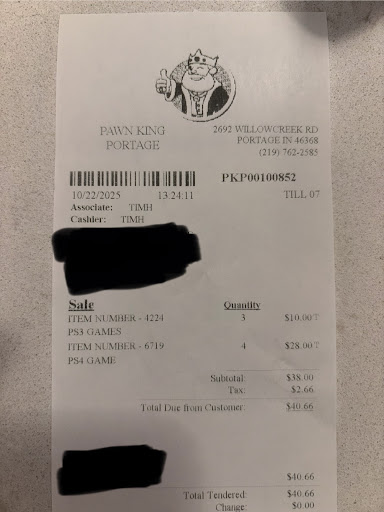 PAWN KING
PORTAGE
2692 WILLOWCREEK RD
PORTAGE IN 46368
(219) 762-2585
PKP00100852
10/22/2025 13:24:11 TILL 07
Associate: TIMH
Cashier: TIMH
Sale Quantity
ITEM NUMBER - 4224 3 $10.00 T
PS3 GAMES
ITEM NUMBER - 6719 4 $28.00 T
PS4 GAME
Subtotal: $38.00
Tax: $2.66
Total Due from Customer: $40.66
$40.66
Total Tendered: $40.66
Change: $0.00